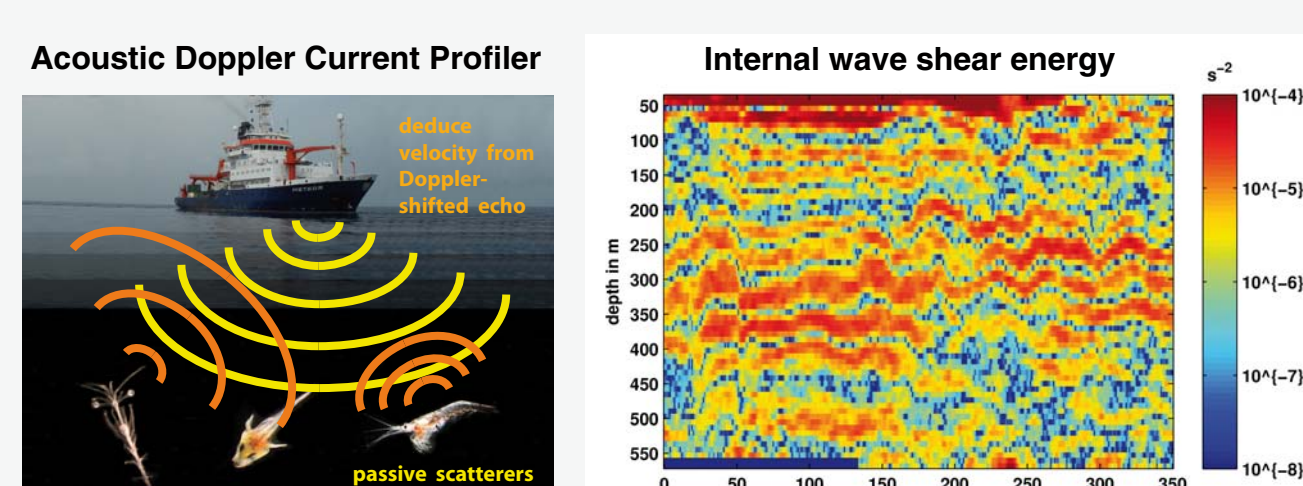 Acoustic Doppler Current Profiler
deduce
velocity from
Doppler-
shifted echo
METEOR
passive scatterers
Internal wave shear energy
s⁻²
10^{-4}
10^{-5}
10^{-6}
10^{-7}
10^{-8}
depth in m
50
100
150
200
250
300
350
400
450
500
550
0 50 100 150 200 250 300 350